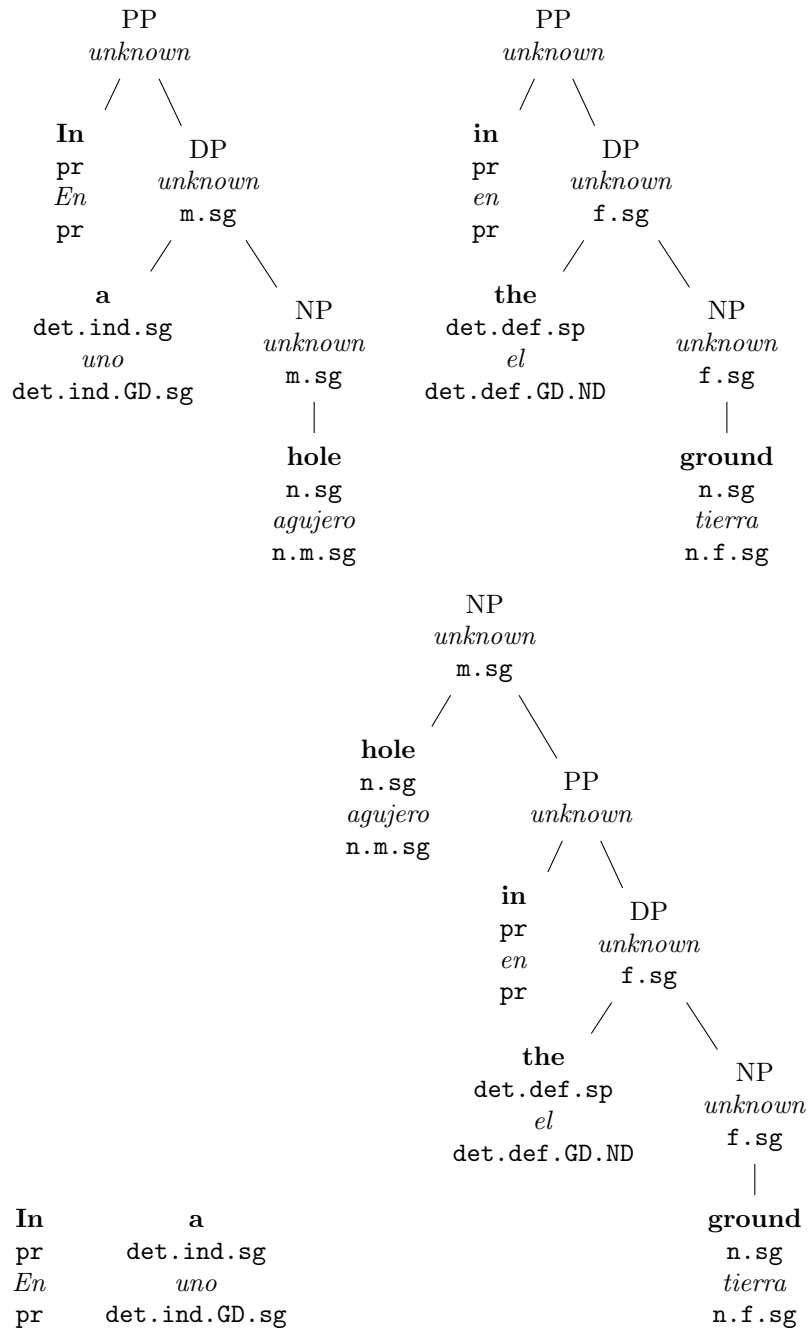 PP PP
unknown unknown
In in
pr DP pr DP
En unknown en unknown
pr m.sg pr f.sg
a the
det.ind.sg NP det.def.sp NP
uno unknown el unknown
det.ind.GD.sg m.sg det.def.GD.ND f.sg
hole ground
n.sg n.sg
agujero tierra
n.m.sg n.f.sg
NP
unknown
m.sg
hole
n.sg PP
agujero unknown
n.m.sg
in
pr DP
en unknown
pr f.sg
the
det.def.sp NP
el unknown
det.def.GD.ND f.sg
In a ground
pr det.ind.sg n.sg
En uno tierra
pr det.ind.GD.sg n.f.sg